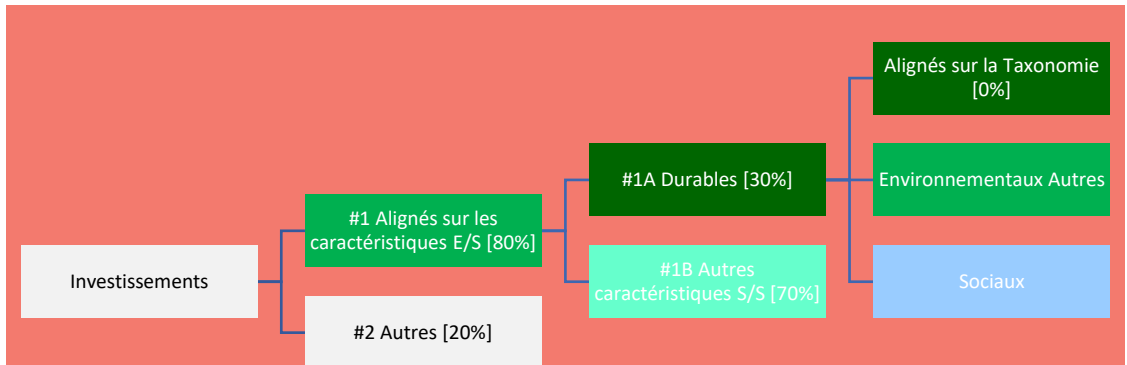 Investissements
#1 Alignés sur les
caractéristiques E/S [80%]
#2 Autres [20%]
#1A Durables [30%]
#1B Autres
caractéristiques S/S [70%]
Alignés sur la Taxonomie
[0%]
Environnementaux Autres
Sociaux